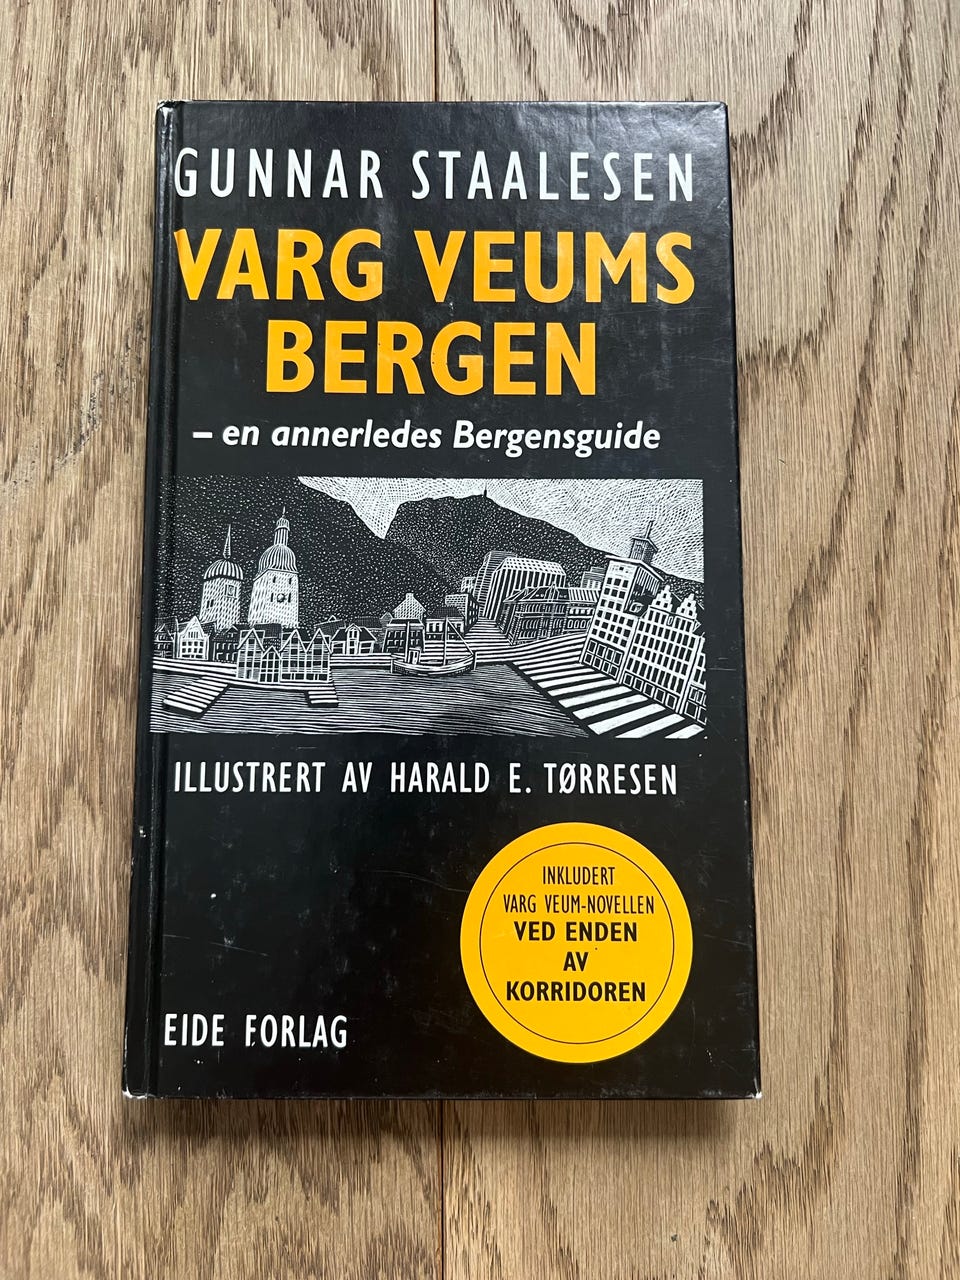 GUNNAR STAALESEN
VARG VEUMS
BERGEN
– en annerledes Bergensguide
ILLUSTRERT AV HARALD E. TØRRESEN
INKLUDERT
VARG VEUM-NOVELLEN
VED ENDEN
AV
KORRIDOREN
EIDE FORLAG